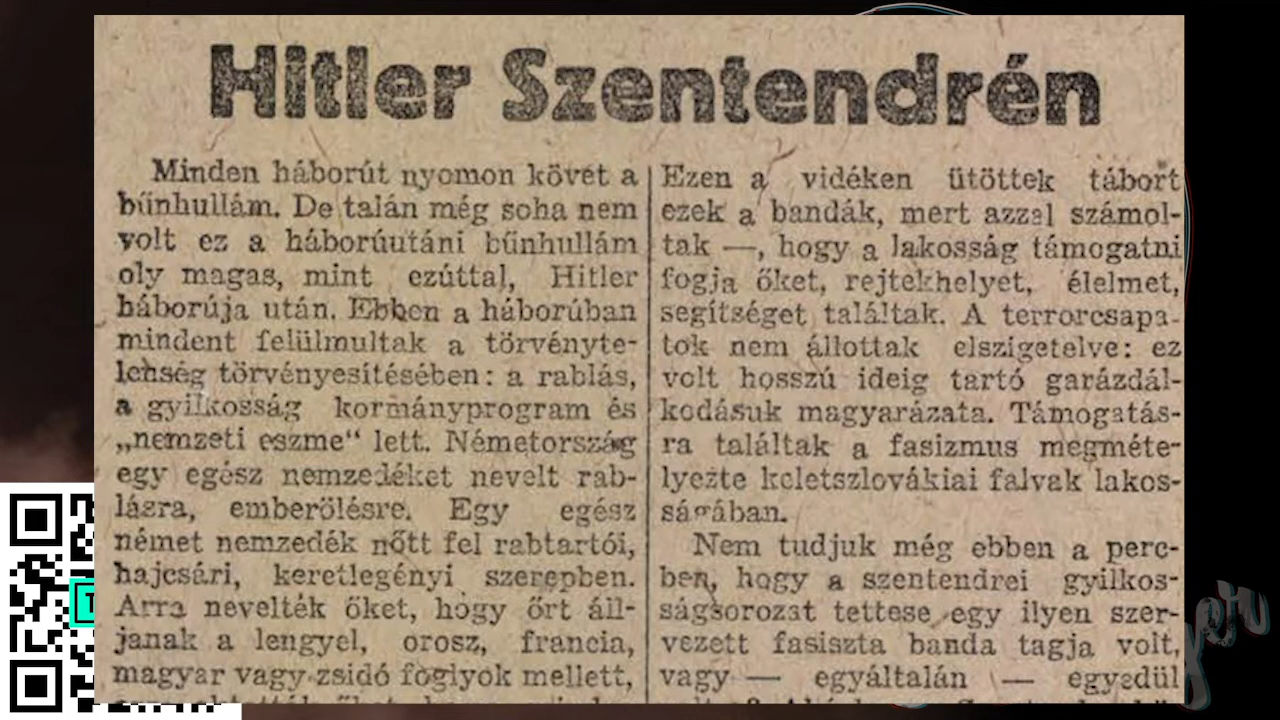 Hitler Szentendrén
Minden háborút nyomon követ a
bűnhullám. De talán még soha nem
volt ez a háborúutáni bűnhullám
oly magas, mint ezúttal, Hitler
háborúja után. Ebben a háborúban
mindent felülmultak a törvényte-
lenség törvényesítésében: a rablás,
a gyilkosság kormányprogram és
„nemzeti eszme“ lett. Németország
egy egész nemzedéket nevelt rab-
lásra, emberölésre. Egy egész
német nemzedék nőtt fel rabtartói,
hajcsári, keretlegényi szerepben.
Arra nevelték őket, hogy őrt áll-
janak a lengyel, orosz, francia,
magyar vagy zsidó foglyok mellett,
Ezen a vidéken ütöttek tábort
ezek a bandák, mert azzal számol-
tak —, hogy a lakosság támogatni
fogja őket, rejtekhelyet, élelmet,
segítséget találtak. A terrorcsapa-
tok nem állottak elszigetelve: ez
volt hosszú ideig tartó garázdál-
kodásuk magyarázata. Támogatás-
ra találtak a fasizmus megméte-
lyezte keletszlovákiai falvak lakos-
ságában.
Nem tudjuk még ebben a perc-
ben, hogy a szentendrei gyilkos-
ságsorozat tettese egy ilyen szer-
vezett fasiszta banda tagja volt,
vagy — egyáltalán — egyedül